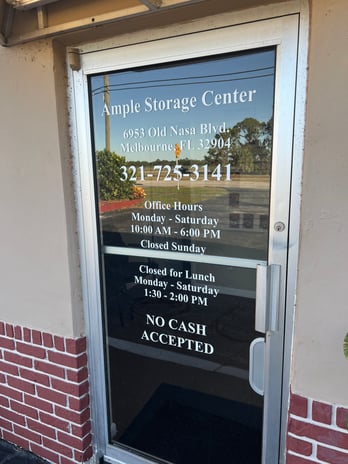 Ample Storage Center
6953 Old Nasa Blvd.
Melbourne, FL 32904
321-725-3141
Office Hours
Monday - Saturday
10:00 AM - 6:00 PM
Closed Sunday
Closed for Lunch
Monday - Saturday
1:30 - 2:00 PM
NO CASH
ACCEPTED